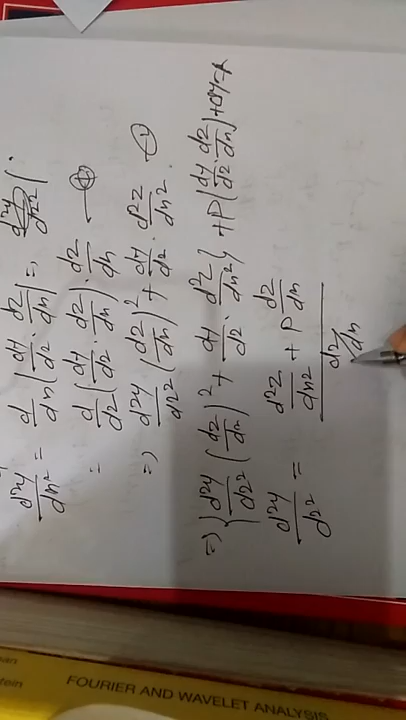 d²y/dx² = d/dx (dy/dz · dz/dx) ⇒
= d/dz (dy/dz · dz/dx) · dz/dx
⇒ d²y/dz² (dz/dx)² + dy/dz · d²z/dx²
⇒ { d²y/dz² (dz/dx)² + dy/dz · d²z/dx² } + P (dy/dz · dz/dx) + Qy = R
d²y/dz² = d²z/dx² + P dz/dx
dz/dx
FOURIER AND WAVELET ANALYSIS